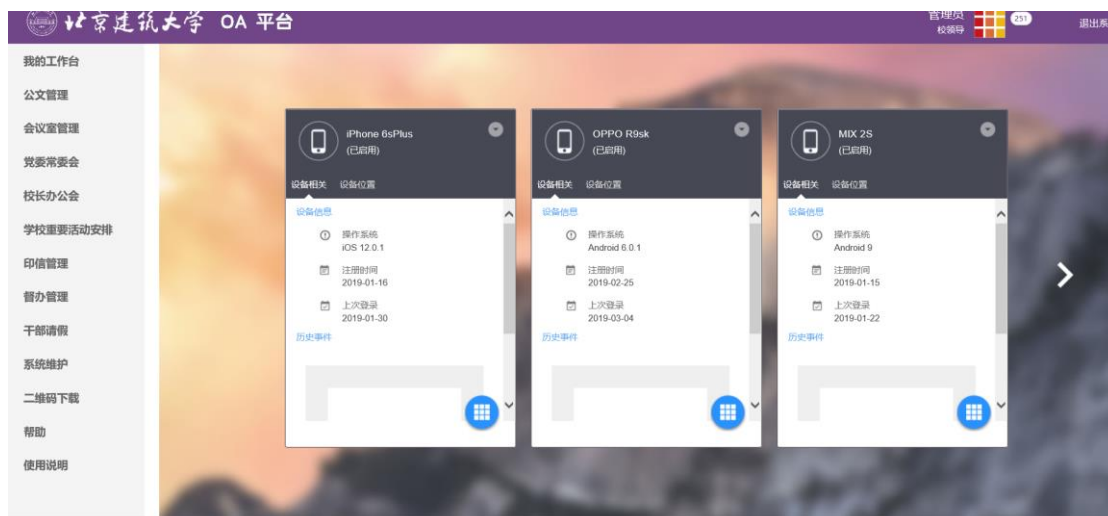 北京建筑大学 OA 平台
管理员
校领导
251
退出系
我的工作台
公文管理
会议室管理
党委常委会
校长办公会
学校重要活动安排
印信管理
督办管理
干部请假
系统维护
二维码下载
帮助
使用说明
iPhone 6sPlus
(已启用)
设备相关 设备位置
设备信息
操作系统
iOS 12.0.1
注册时间
2019-01-16
上次登录
2019-01-30
历史事件
OPPO R9sk
(已启用)
设备相关 设备位置
设备信息
操作系统
Android 6.0.1
注册时间
2019-02-25
上次登录
2019-03-04
历史事件
MIX 2S
(已启用)
设备相关 设备位置
设备信息
操作系统
Android 9
注册时间
2019-01-15
上次登录
2019-01-22
历史事件